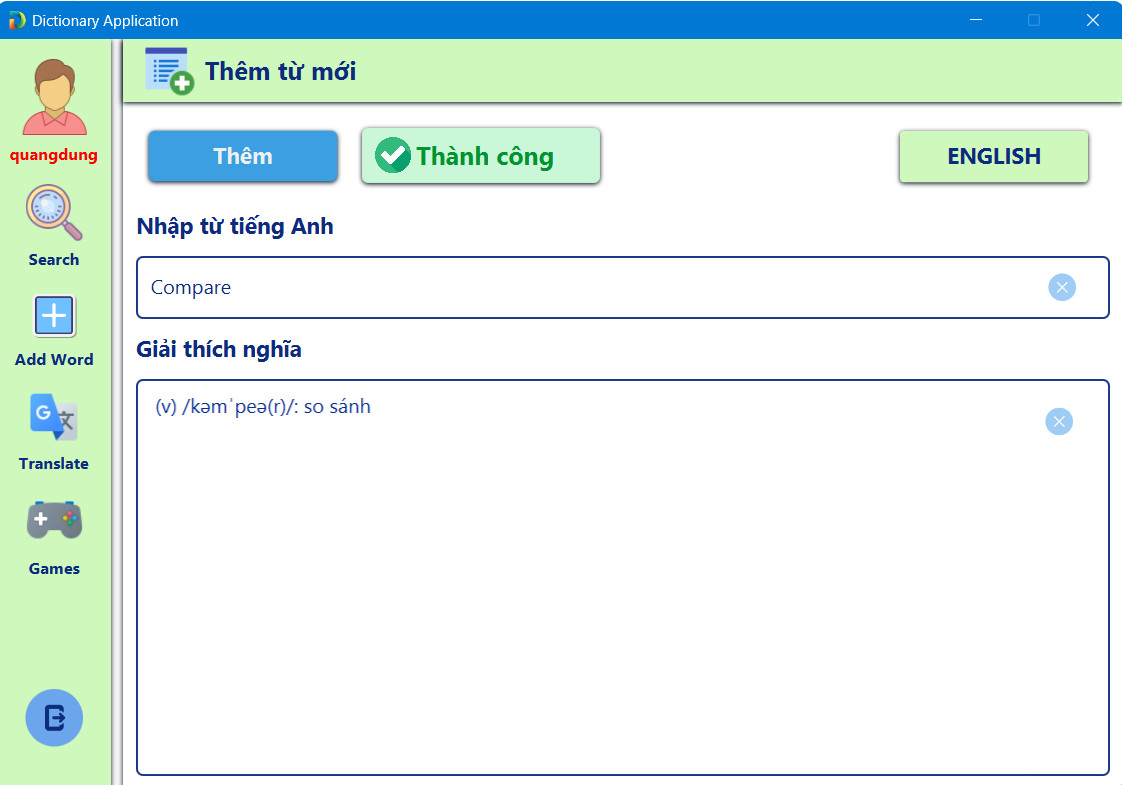 Dictionary Application
quangdung
Search
Add Word
Translate
Games
Thêm từ mới
Thêm
Thành công
ENGLISH
Nhập từ tiếng Anh
Compare
Giải thích nghĩa
(v) /kəmˈpeə(r)/: so sánh